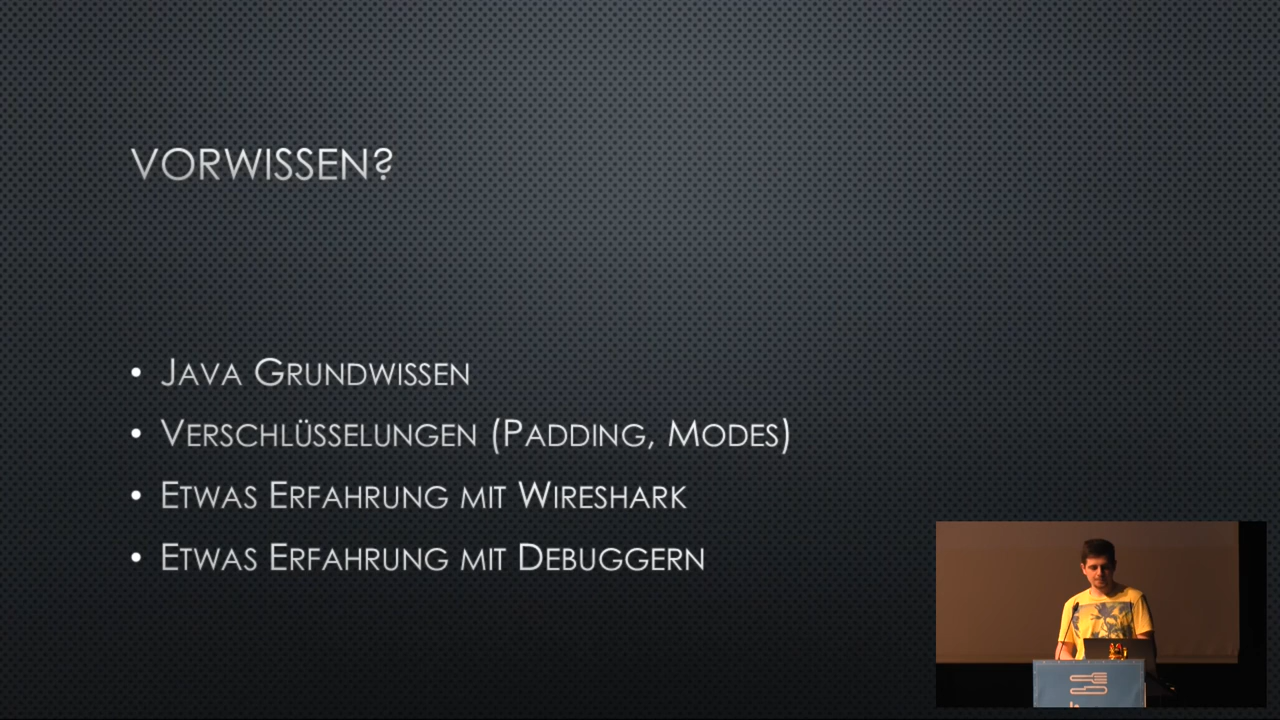 VORWISSEN?
• JAVA GRUNDWISSEN
• VERSCHLÜSSELUNGEN (PADDING, MODES)
• ETWAS ERFAHRUNG MIT WIRESHARK
• ETWAS ERFAHRUNG MIT DEBUGGERN